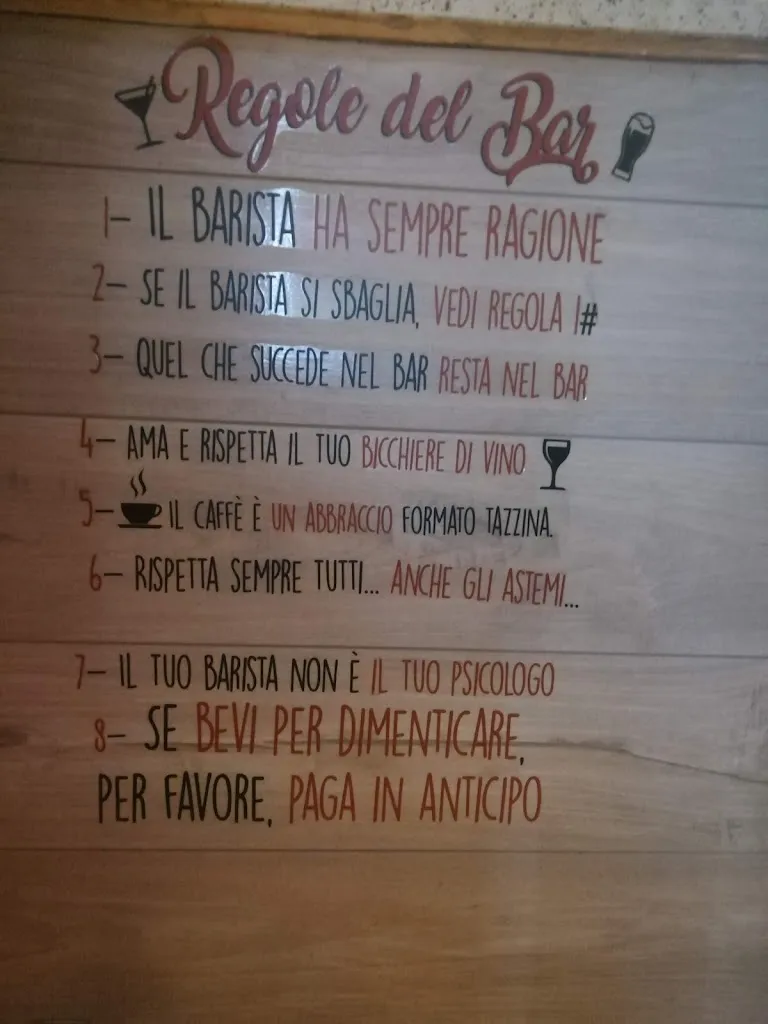 Regole del Bar
1- IL BARISTA HA SEMPRE RAGIONE
2- SE IL BARISTA SI SBAGLIA, VEDI REGOLA 1#
3- QUEL CHE SUCCEDE NEL BAR RESTA NEL BAR
4- AMA E RISPETTA IL TUO BICCHIERE DI VINO
5- IL CAFFÈ È UN ABBRACCIO FORMATO TAZZINA.
6- RISPETTA SEMPRE TUTTI... ANCHE GLI ASTEMI...
7- IL TUO BARISTA NON È IL TUO PSICOLOGO
8- SE BEVI PER DIMENTICARE,
PER FAVORE, PAGA IN ANTICIPO